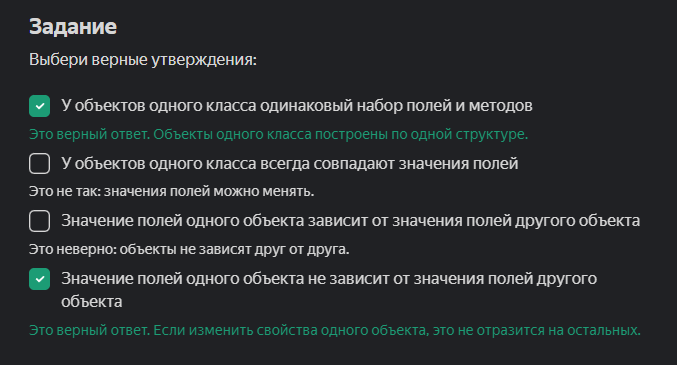 Задание
Выбери верные утверждения:
У объектов одного класса одинаковый набор полей и методов
Это верный ответ. Объекты одного класса построены по одной структуре.
У объектов одного класса всегда совпадают значения полей
Это не так: значения полей можно менять.
Значение полей одного объекта зависит от значения полей другого объекта
Это неверно: объекты не зависят друг от друга.
Значение полей одного объекта не зависит от значения полей другого
объекта
Это верный ответ. Если изменить свойства одного объекта, это не отразится на остальных.